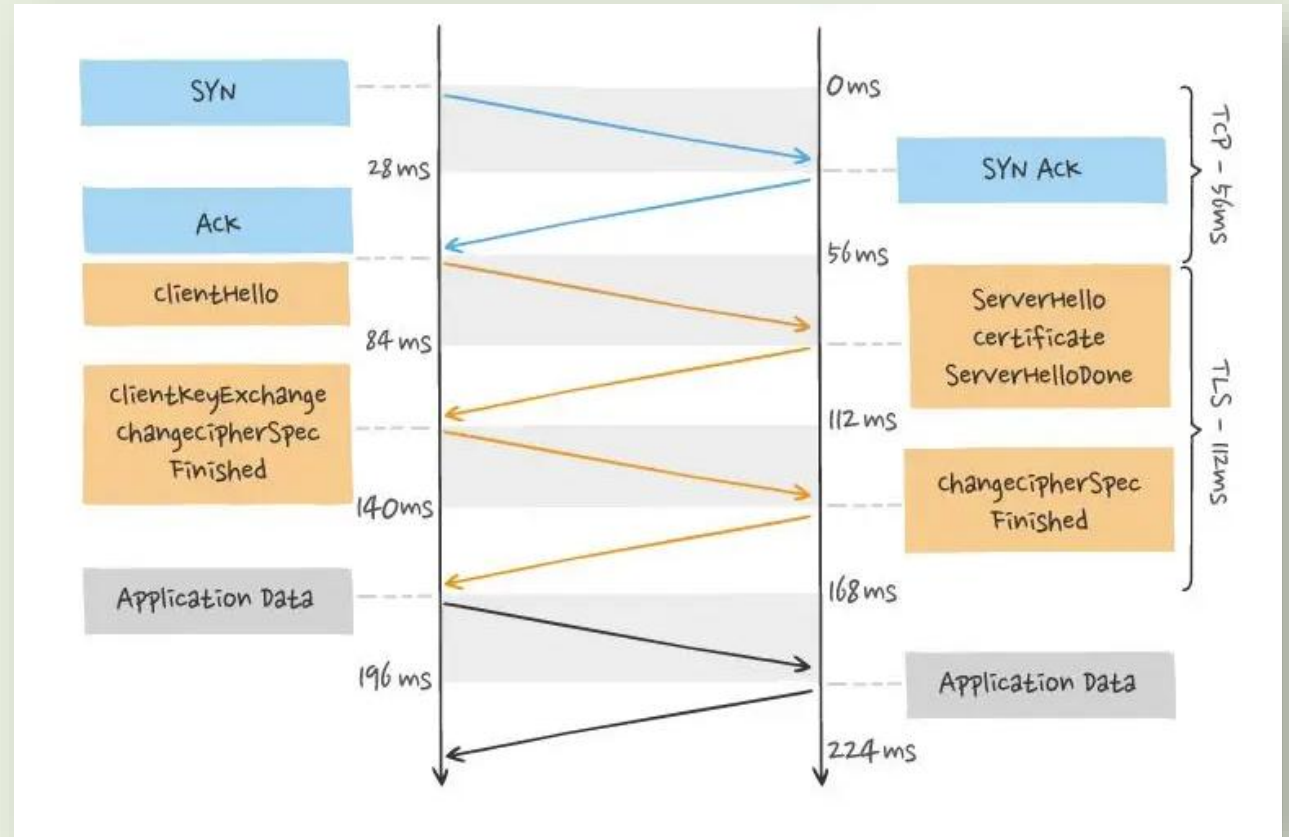 SYN
0ms
28ms
SYN Ack
TCP - 56ms
Ack
56ms
clientHello
ServerHello
certificate
ServerHelloDone
84 ms
TLS - 112ms
clientkeyExchange
changecipherSpec
Finished
112ms
changecipherSpec
Finished
140ms
Application Data
168ms
196 ms
Application Data
224ms